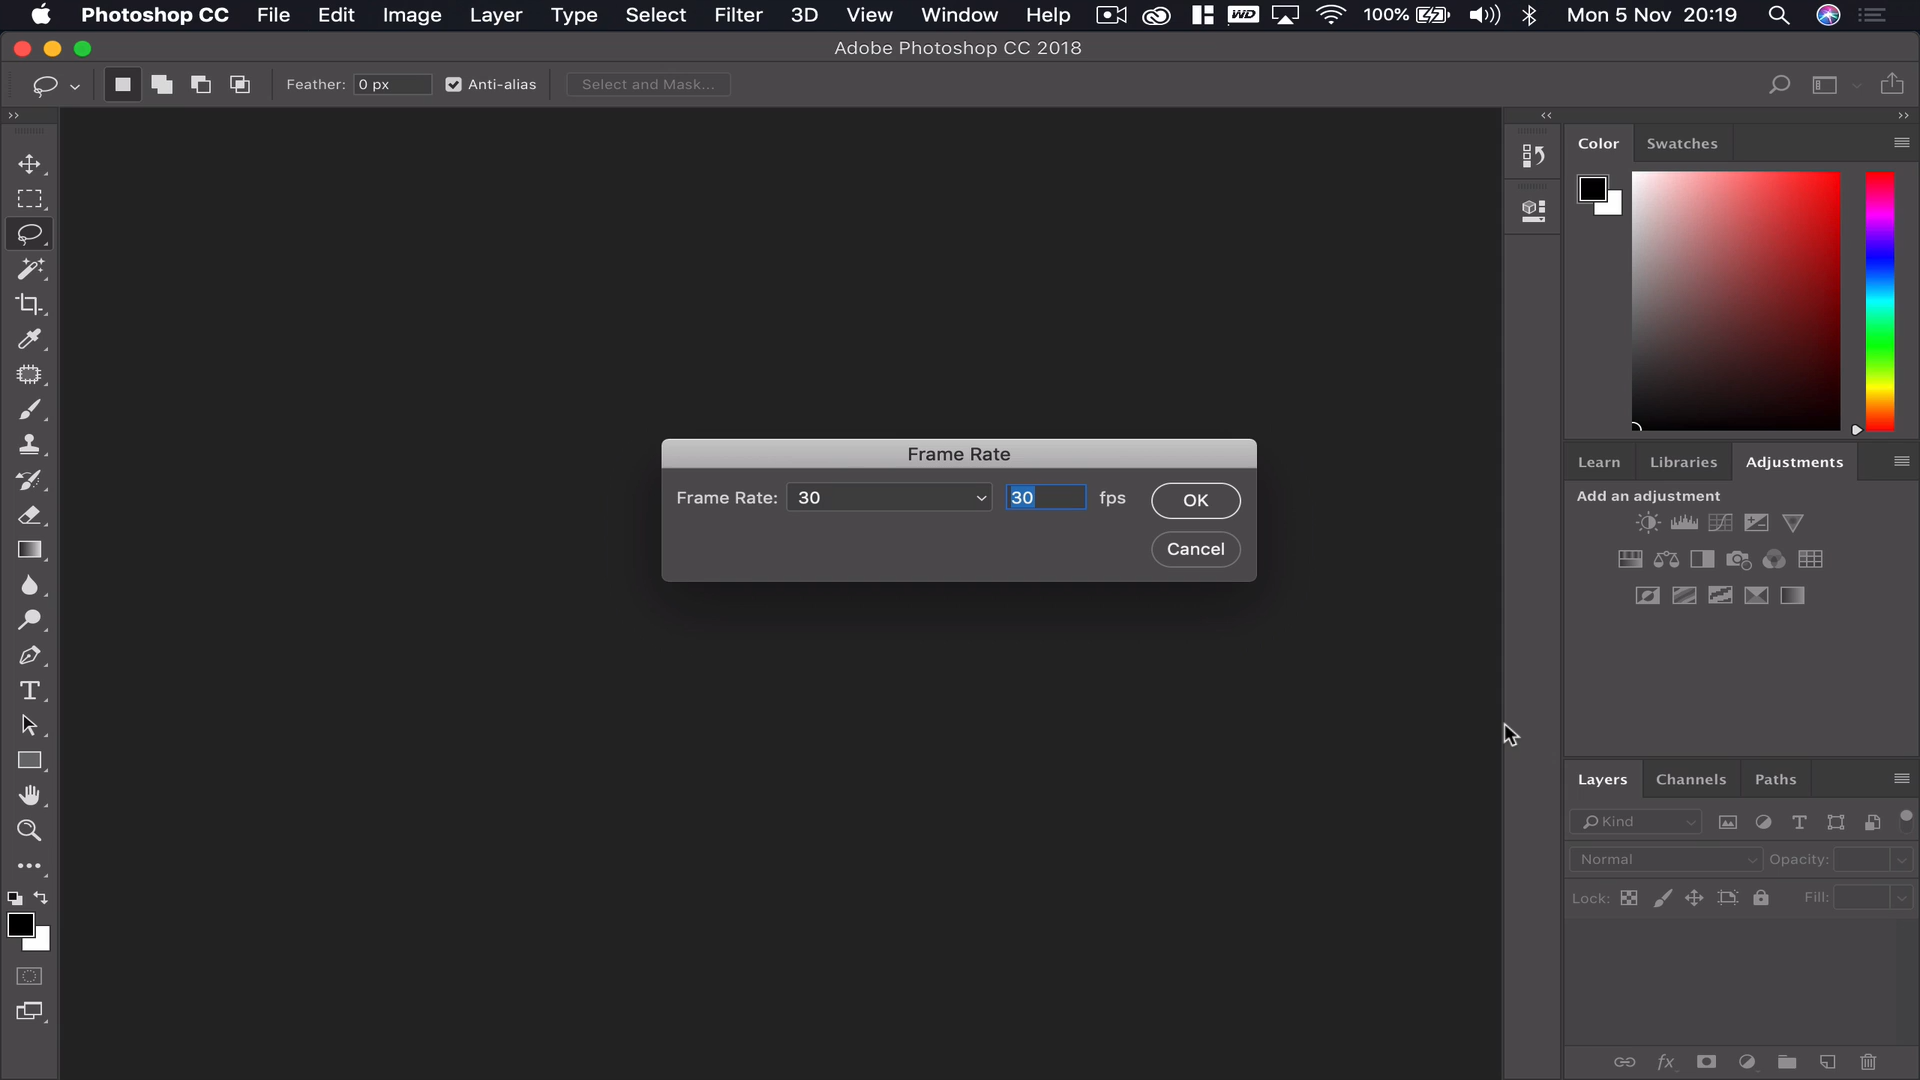 Photoshop CC File Edit Image Layer Type Select Filter 3D View Window Help WD 100% Mon 5 Nov 20:19
Adobe Photoshop CC 2018
Feather: 0 px Anti-alias Select and Mask...
Color Swatches
Frame Rate
Frame Rate: 30 30 fps OK
Cancel
Learn Libraries Adjustments
Add an adjustment
Layers Channels Paths
Kind
Normal Opacity:
Lock: Fill:
fx